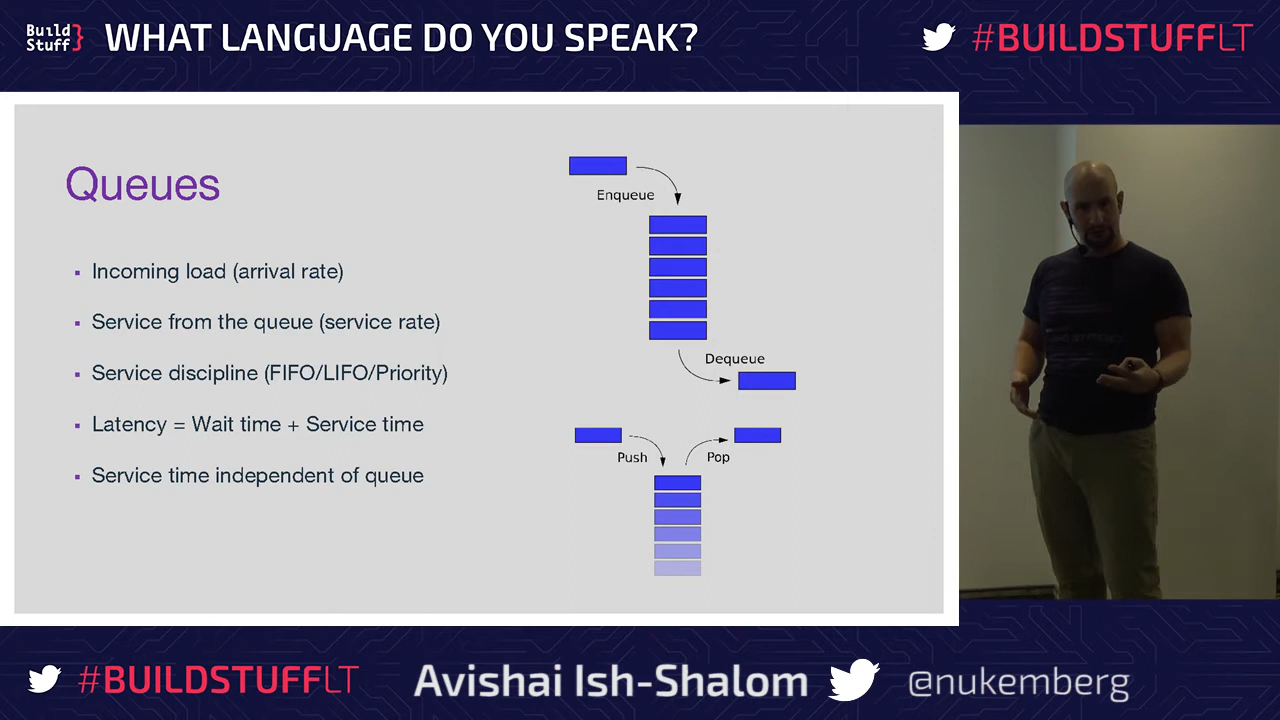 Build
Stuff}
WHAT LANGUAGE DO YOU SPEAK?
#BUILDSTUFFLT
Queues
Incoming load (arrival rate)
Service from the queue (service rate)
Service discipline (FIFO/LIFO/Priority)
Latency = Wait time + Service time
Service time independent of queue
Enqueue
Dequeue
Push
Pop
#BUILDSTUFFLT
Avishai Ish-Shalom
@nukemberg